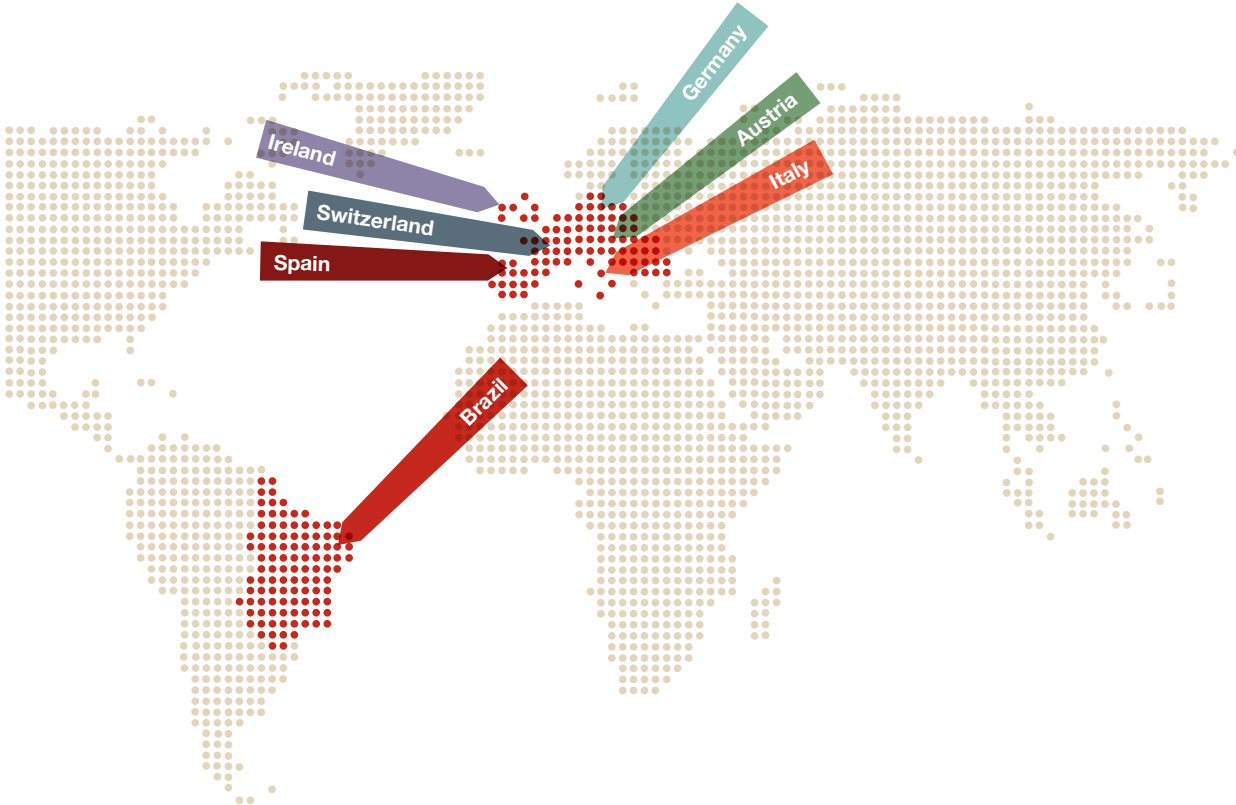 Germany
Austria
Ireland
Italy
Switzerland
Spain
Brazil